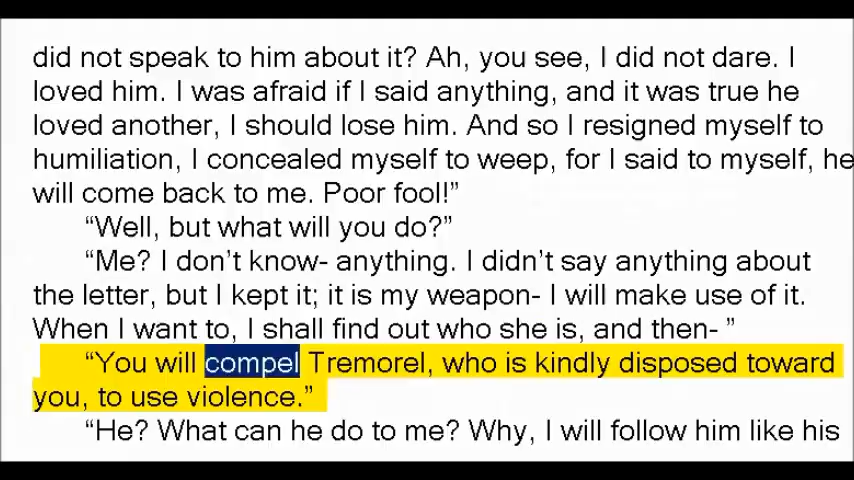 did not speak to him about it? Ah, you see, I did not dare. I
loved him. I was afraid if I said anything, and it was true he
loved another, I should lose him. And so I resigned myself to
humiliation, I concealed myself to weep, for I said to myself, he
will come back to me. Poor fool!”
“Well, but what will you do?”
“Me? I don’t know- anything. I didn’t say anything about
the letter, but I kept it; it is my weapon- I will make use of it.
When I want to, I shall find out who she is, and then- ”
“You will compel Tremorel, who is kindly disposed toward
you, to use violence.”
“He? What can he do to me? Why, I will follow him like his